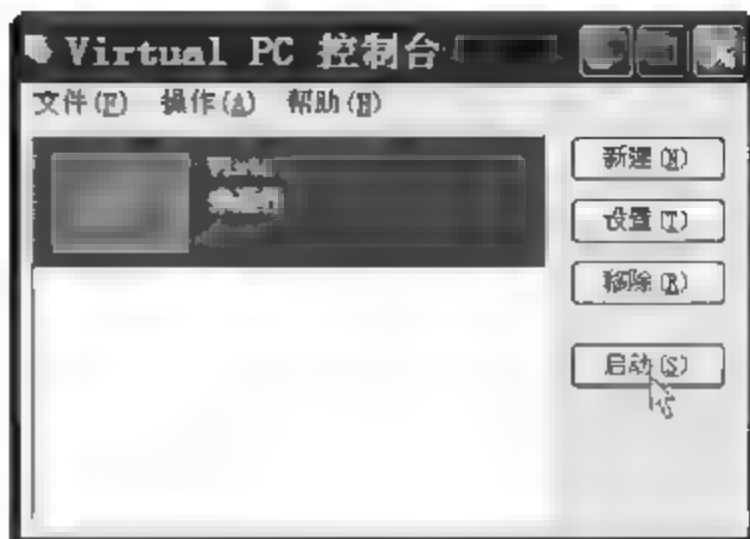 Virtual PC 控制台
文件(F) 操作(A) 帮助(H)
新建(N)
设置(T)
移除(R)
启动(S)